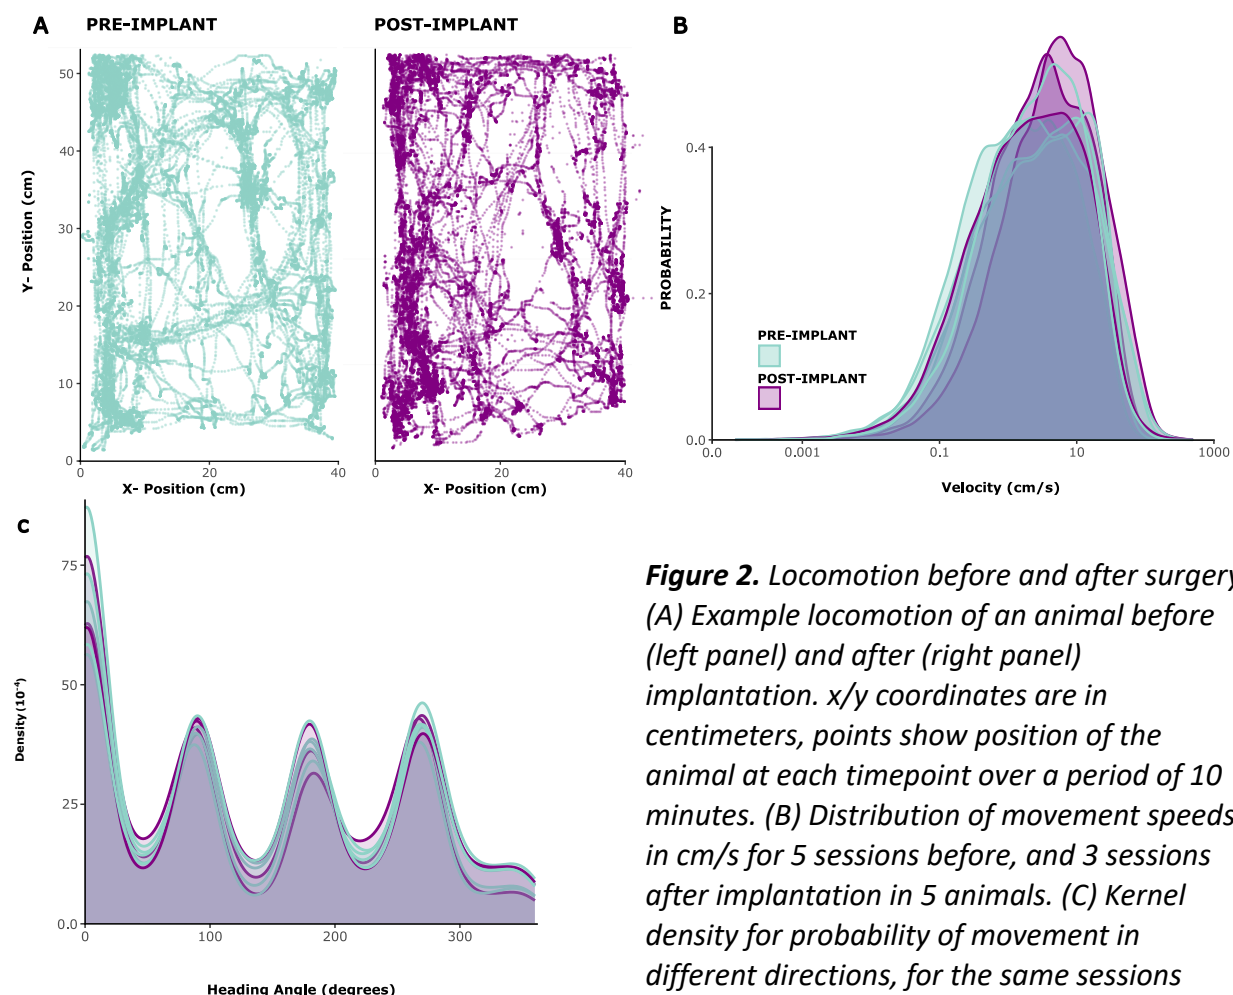 A
PRE-IMPLANT
POST-IMPLANT
Y- Position (cm)
50
40
30
20
10
0
0
20
40
X- Position (cm)
0
20
40
X- Position (cm)
B
PROBABILITY
0.4
0.2
0.0
PRE-IMPLANT
POST-IMPLANT
0.0
0.001
0.1
10
1000
Velocity (cm/s)
C
Density (10⁻⁴)
75
50
25
0.0
0
100
200
300
Heading Angle (degrees)
Figure 2. Locomotion before and after surgery
(A) Example locomotion of an animal before
(left panel) and after (right panel)
implantation. x/y coordinates are in
centimeters, points show position of the
animal at each timepoint over a period of 10
minutes. (B) Distribution of movement speeds
in cm/s for 5 sessions before, and 3 sessions
after implantation in 5 animals. (C) Kernel
density for probability of movement in
different directions, for the same sessions